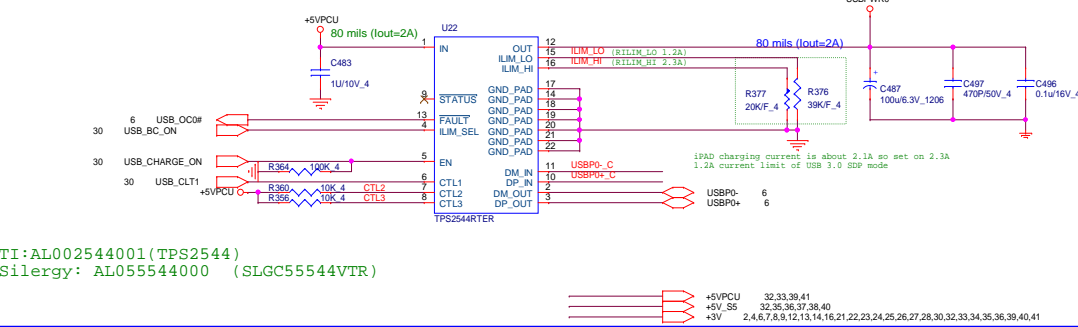 +5VPCU
80 mils (Iout=2A)
C483
1U/10V_4
U22
1 IN
9 STATUS
13 FAULT
4 ILIM_SEL
5 EN
6 CTL1
7 CTL2
8 CTL3
OUT 12
ILIM_LO 15
ILIM_HI 16
GND_PAD 17
GND_PAD 14
GND_PAD 18
GND_PAD 19
GND_PAD 20
GND_PAD 21
GND_PAD 22
DM_IN 11
DP_IN 10
DM_OUT 2
DP_OUT 3
TPS2544RTER
6 USB_OC0#
30 USB_BC_ON
30 USB_CHARGE_ON
R364 100K_4
30 USB_CLT1
+5VPCU
R360 10K_4 CTL2
R356 10K_4 CTL3
ILIM_LO (RILIM_LO 1.2A)
ILIM_HI (RILIM_HI 2.3A)
80 mils (Iout=2A)
R377
20K/F_4
R376
39K/F_4
+
C487
100u/6.3V_1206
C497
470P/50V_4
C496
0.1u/16V_4
iPAD charging current is about 2.1A so set on 2.3A
1.2A current limit of USB 3.0 SDP mode
USBP0-_C
USBP0+_C
USBP0- 6
USBP0+ 6
TI:AL002544001(TPS2544)
Silergy: AL055544000 (SLGC55544VTR)
+5VPCU 32,33,39,41
+5V_S5 32,35,36,37,38,40
+3V 2,4,6,7,8,9,12,13,14,16,21,22,23,24,25,26,27,28,30,32,33,34,35,36,39,40,41